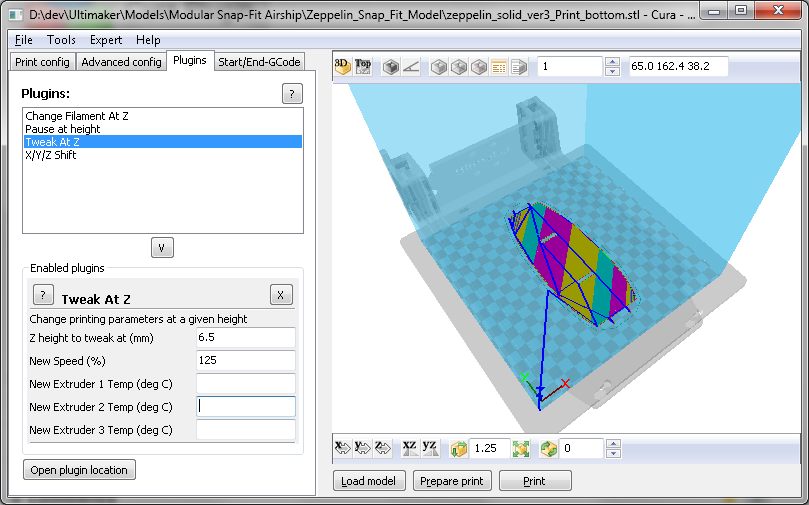 D:\dev\Ultimaker\Models\Modular Snap-Fit Airship\Zeppelin_Snap_Fit_Model\zeppelin_solid_ver3_Print_bottom.stl - Cura - ...
File Tools Expert Help
Print config Advanced config Plugins Start/End-GCode
Plugins: ?
Change Filament At Z
Pause at height
Tweak At Z
X/Y/Z Shift
V
Enabled plugins
? Tweak At Z X
Change printing parameters at a given height
Z height to tweak at (mm) 6.5
New Speed (%) 125
New Extruder 1 Temp (deg C)
New Extruder 2 Temp (deg C)
New Extruder 3 Temp (deg C)
Open plugin location
3D Top 1 65.0 162.4 38.2
Y Z X
X Y Z XZ YZ 1.25 0
Load model Prepare print Print